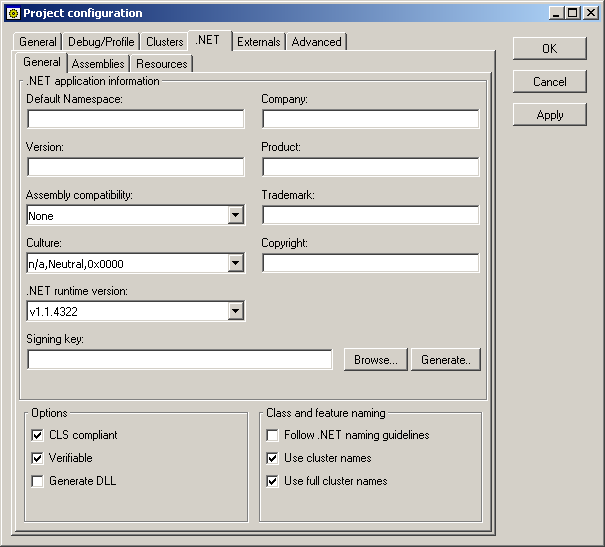 Project configuration
General Debug/Profile Clusters .NET Externals Advanced
OK
General Assemblies Resources
Cancel
.NET application information
Default Namespace: Company:
Apply
Version: Product:
Assembly compatibility: Trademark:
None
Culture: Copyright:
n/a,Neutral,0x0000
.NET runtime version:
v1.1.4322
Signing key:
Browse... Generate..
Options Class and feature naming
CLS compliant Follow .NET naming guidelines
Verifiable Use cluster names
Generate DLL Use full cluster names